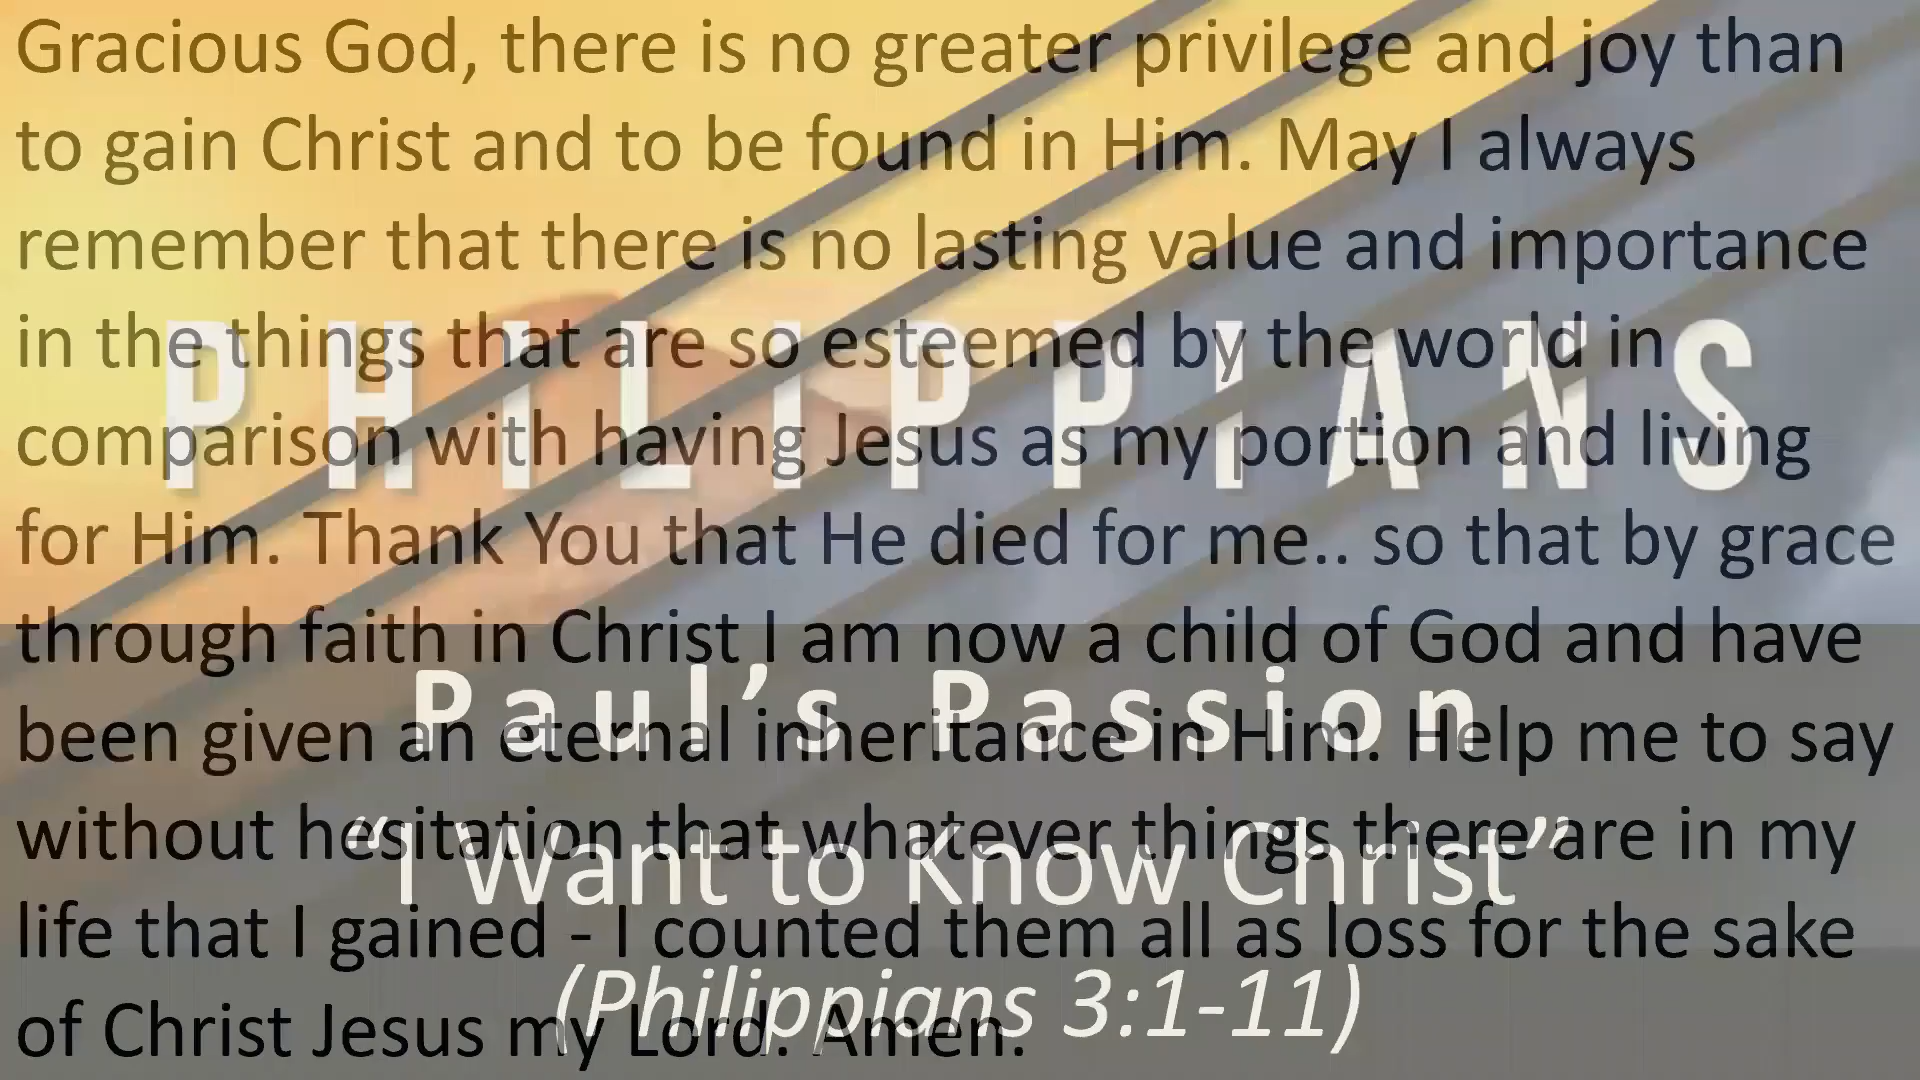 Gracious God, there is no greater privilege and joy than
to gain Christ and to be found in Him. May I always
remember that there is no lasting value and importance
in the things that are so esteemed by the world in
comparison with having Jesus as my portion and living
for Him. Thank You that He died for me.. so that by grace
through faith in Christ I am now a child of God and have
been given an eternal inheritance in Him. Help me to say
without hesitation that whatever things there are in my
life that I gained - I counted them all as loss for the sake
of Christ Jesus my Lord. Amen.
PHILIPPIANS
Paul’s Passion
“I Want to Know Christ”
(Philippians 3:1-11)